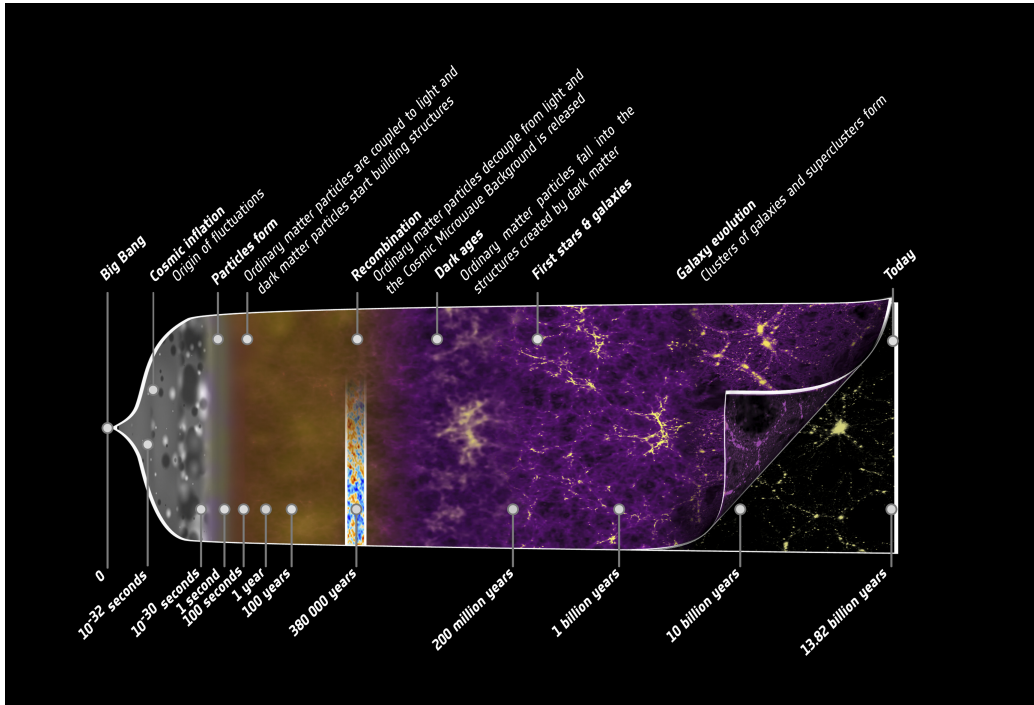 Big Bang
Cosmic inflation
Origin of fluctuations
Particles form
Ordinary matter particles are coupled to light and
dark matter particles start building structures
Recombination
Ordinary matter particles decouple from light and
the Cosmic Microwave Background is released
Dark ages
Ordinary matter particles fall into the
structures created by dark matter
First stars & galaxies
Galaxy evolution
Clusters of galaxies and superclusters form
Today
0
10-32 seconds
10-30 seconds
1 second
100 seconds
1 year
100 years
380 000 years
200 million years
1 billion years
10 billion years
13.82 billion years